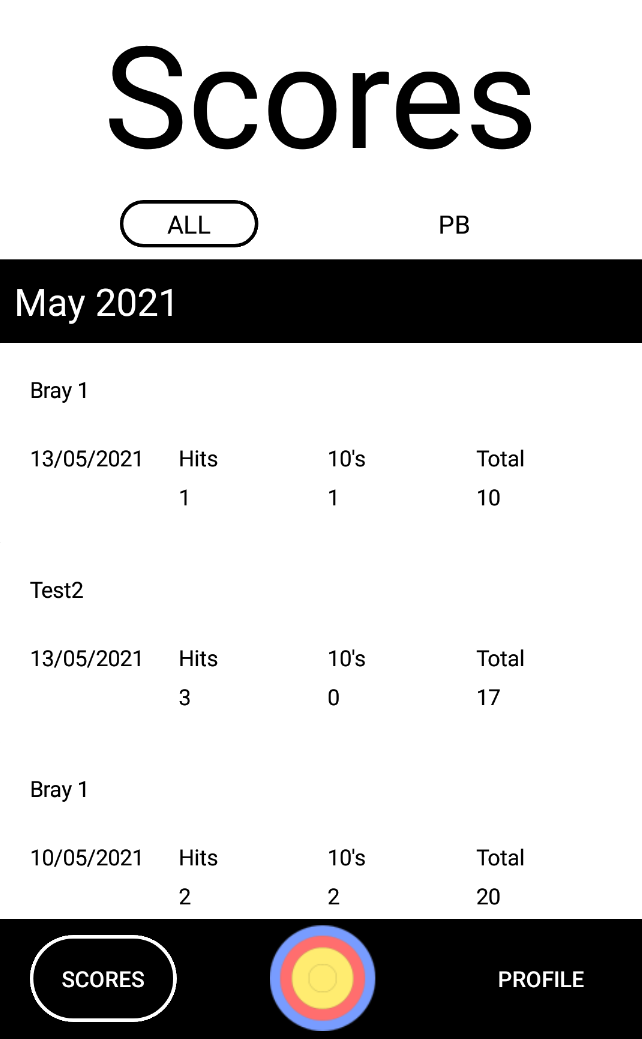 Scores
ALL PB
May 2021
Bray 1
13/05/2021 Hits 10's Total
1 1 10
Test2
13/05/2021 Hits 10's Total
3 0 17
Bray 1
10/05/2021 Hits 10's Total
2 2 20
SCORES PROFILE